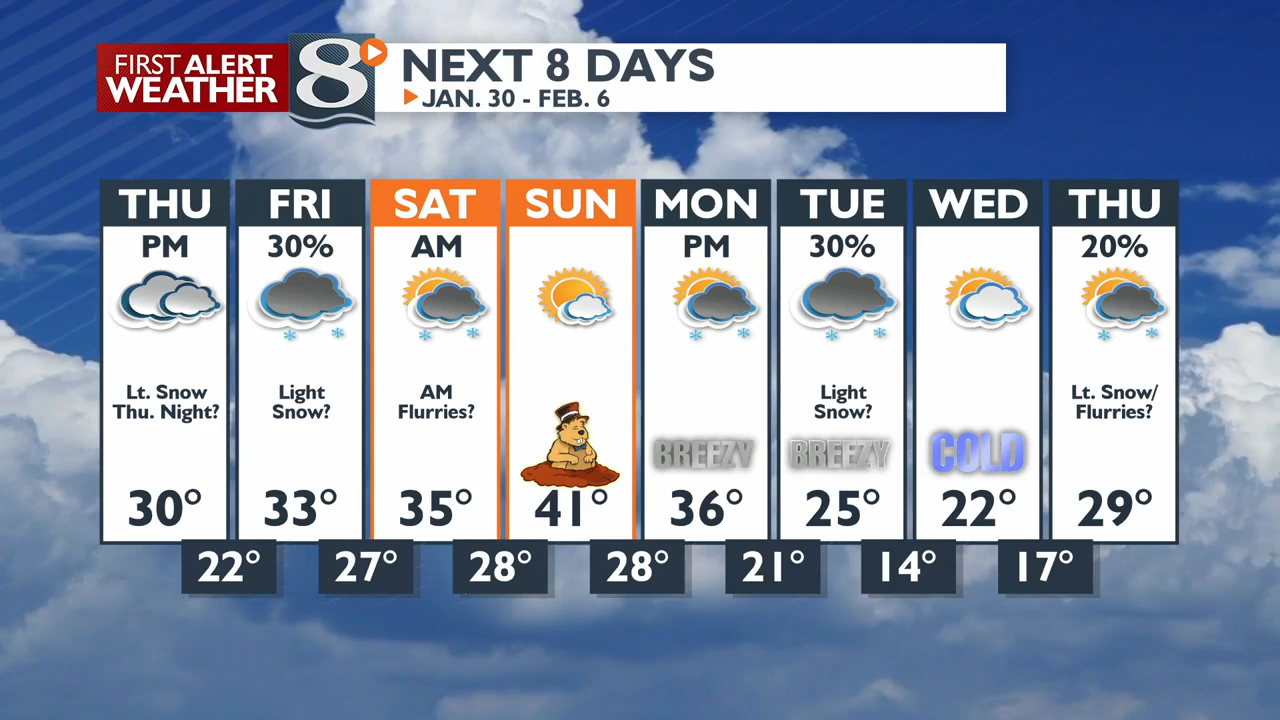 FIRST ALERT
WEATHER
8
NEXT 8 DAYS
JAN. 30 - FEB. 6
THU
PM
Lt. Snow
Thu. Night?
30°
FRI
30%
Light
Snow?
33°
SAT
AM
AM
Flurries?
35°
SUN
41°
MON
PM
BREEZY
36°
TUE
30%
Light
Snow?
BREEZY
25°
WED
COLD
22°
THU
20%
Lt. Snow/
Flurries?
29°
22°
27°
28°
28°
21°
14°
17°